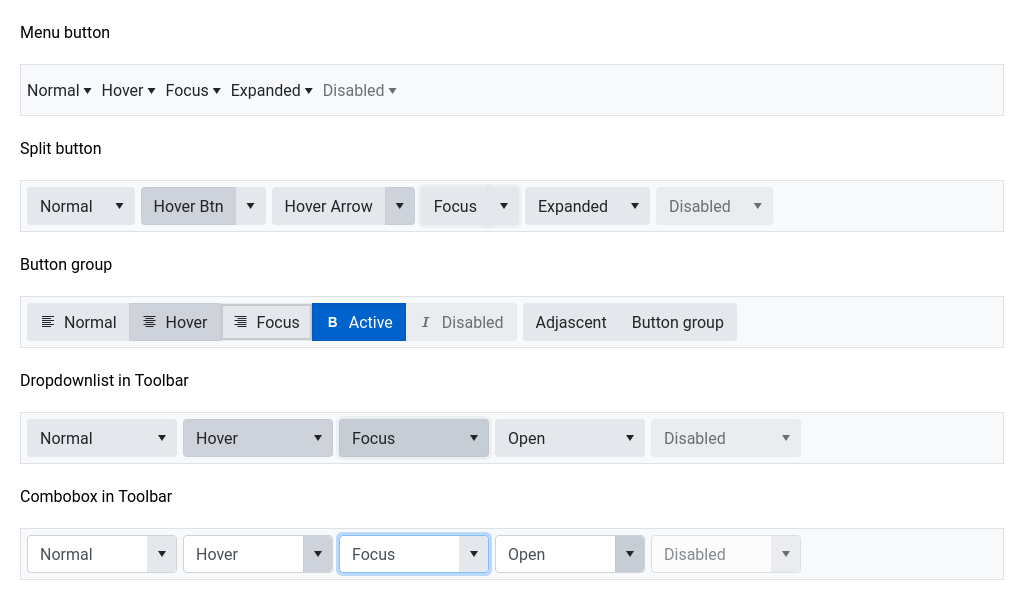 Menu button
Normal Hover Focus Expanded Disabled
Split button
Normal Hover Btn Hover Arrow Focus Expanded Disabled
Button group
Normal Hover Focus B Active I Disabled Adjascent Button group
Dropdownlist in Toolbar
Normal Hover Focus Open Disabled
Combobox in Toolbar
Normal Hover Focus Open Disabled